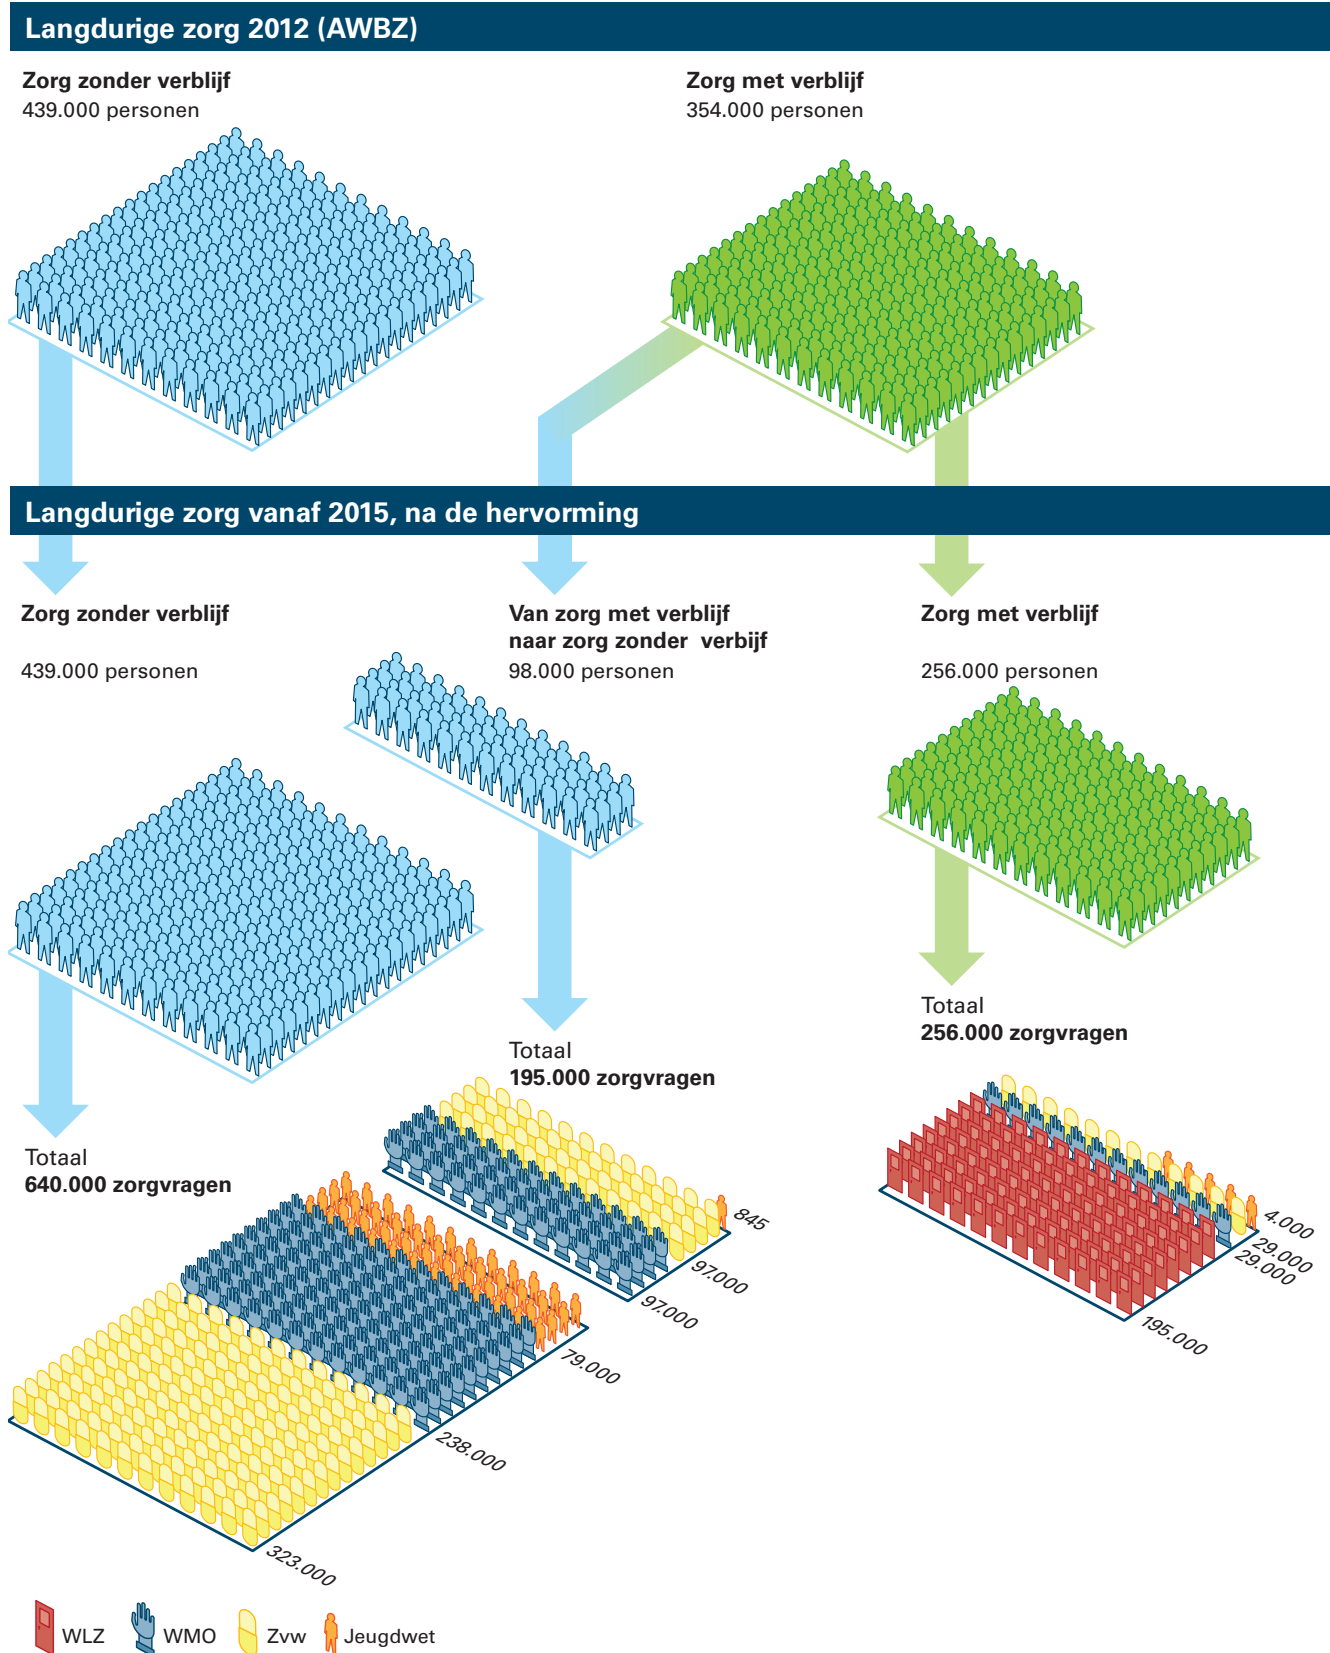 Langdurige zorg 2012 (AWBZ)
Zorg zonder verblijf
439.000 personen
Zorg met verblijf
354.000 personen
Langdurige zorg vanaf 2015, na de hervorming
Zorg zonder verblijf
439.000 personen
Van zorg met verblijf
naar zorg zonder verbijf
98.000 personen
Zorg met verblijf
256.000 personen
Totaal
640.000 zorgvragen
Totaal
195.000 zorgvragen
Totaal
256.000 zorgvragen
323.000
238.000
79.000
97.000
97.000
845
195.000
29.000
29.000
4.000
WLZ
WMO
Zvw
Jeugdwet